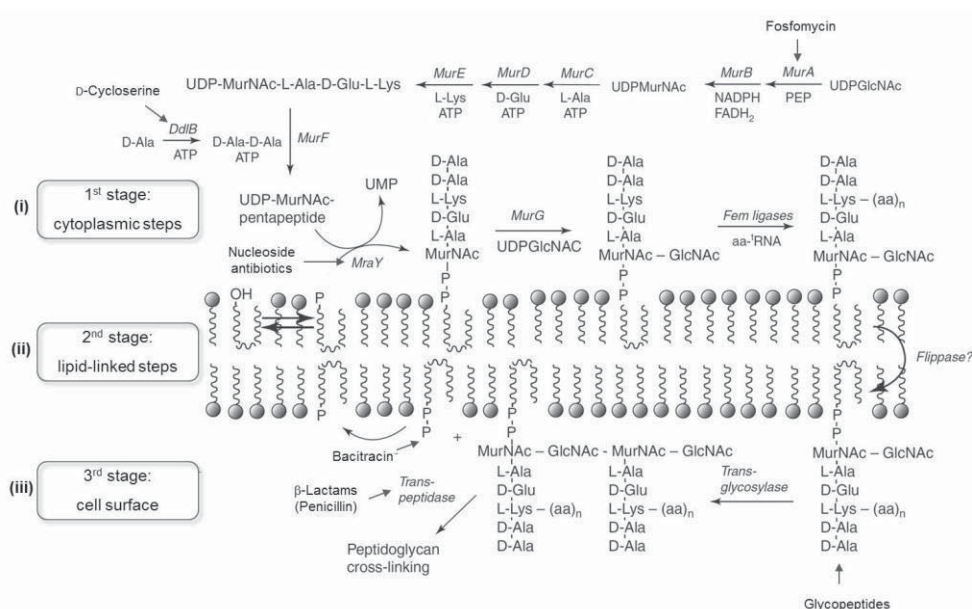 Fosfomycin
UDP-MurNAc-L-Ala-D-Glu-L-Lys MurE MurD MurC UDPMurNAc MurB MurA UDPGlcNAc
L-Lys D-Glu L-Ala NADPH PEP
ATP ATP ATP FADH2
D-Cycloserine
DdlB
D-Ala D-Ala-D-Ala MurF
ATP ATP
(i) 1st stage:
cytoplasmic steps
UDP-MurNAc-
pentapeptide
UMP
Nucleoside
antibiotics
MraY
D-Ala
D-Ala
L-Lys
D-Glu
L-Ala
MurNAc
P
P
MurG
UDPGlcNAC
D-Ala
D-Ala
L-Lys
D-Glu
L-Ala
MurNAc – GlcNAc
P
P
Fem ligases
aa-tRNA
D-Ala
D-Ala
L-Lys – (aa)n
D-Glu
L-Ala
MurNAc – GlcNAc
P
P
OH
P
(ii) 2nd stage:
lipid-linked steps
Flippase?
P
P
P
Bacitracin
+
P
P
MurNAc – GlcNAc - MurNAc – GlcNAc
L-Ala L-Ala
D-Glu D-Glu
L-Lys – (aa)n L-Lys – (aa)n
D-Ala D-Ala
D-Ala D-Ala
Trans-
glycosylase
P
P
MurNAc – GlcNAc
L-Ala
D-Glu
L-Lys – (aa)n
D-Ala
D-Ala
(iii) 3rd stage:
cell surface
β-Lactams
(Penicillin)
Trans-
peptidase
Peptidoglycan
cross-linking
Glycopeptides